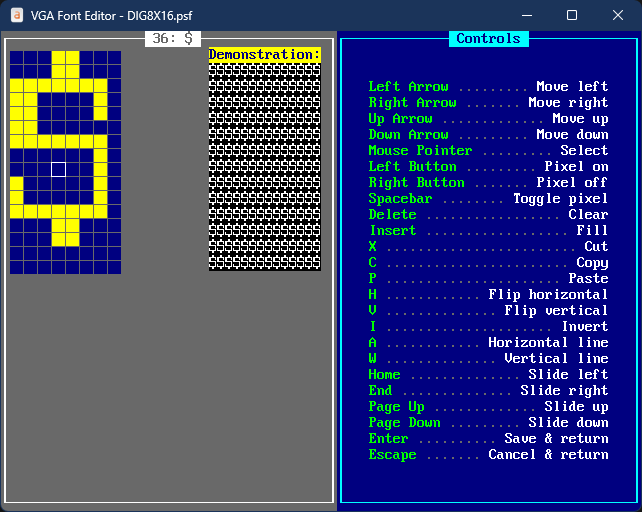 VGA Font Editor - DIG8X16.psf
36: $
Demonstration:
$$$$$$$$$$$$$$
$$$$$$$$$$$$$$
$$$$$$$$$$$$$$
$$$$$$$$$$$$$$
$$$$$$$$$$$$$$
$$$$$$$$$$$$$$
$$$$$$$$$$$$$$
$$$$$$$$$$$$$$
$$$$$$$$$$$$$$
$$$$$$$$$$$$$$
$$$$$$$$$$$$$$
$$$$$$$$$$$$$$
$$$$$$$$$$$$$$
Controls
Left Arrow ......... Move left
Right Arrow ........ Move right
Up Arrow ............. Move up
Down Arrow ......... Move down
Mouse Pointer .......... Select
Left Button ......... Pixel on
Right Button ....... Pixel off
Spacebar ........ Toggle pixel
Delete .................. Clear
Insert .................... Fill
X ......................... Cut
C ........................ Copy
P ....................... Paste
H ............. Flip horizontal
V ............... Flip vertical
I ...................... Invert
A ............. Horizontal line
W ............... Vertical line
Home ............... Slide left
End ............... Slide right
Page Up .............. Slide up
Page Down .......... Slide down
Enter .......... Save & return
Escape ....... Cancel & return